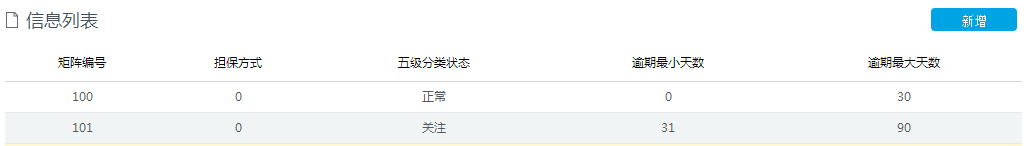 信息列表 新增
矩阵编号 担保方式 五级分类状态 逾期最小天数 逾期最大天数
100 0 正常 0 30
101 0 关注 31 90